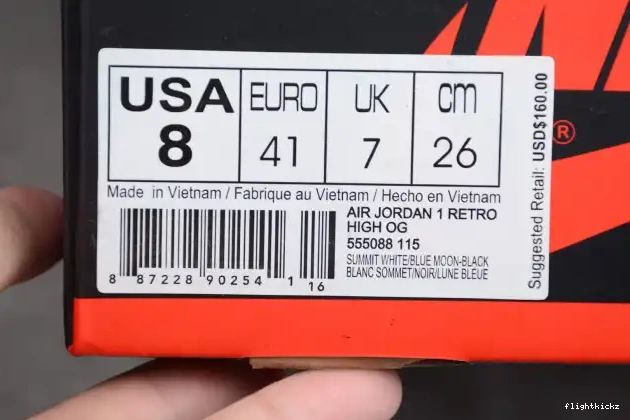 USA EURO UK cm
8 41 7 26
Made in Vietnam / Fabrique au Vietnam / Hecho en Vietnam
AIR JORDAN 1 RETRO
HIGH OG
555088 115
SUMMIT WHITE/BLUE MOON-BLACK
BLANC SOMMET/NOIR/LUNE BLEUE
8 87228 90254 1
16
Suggested Retail: USD$160.00
®
flightkickz